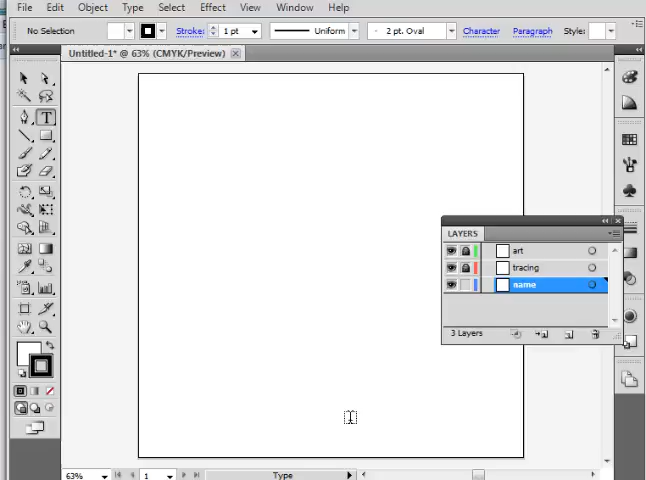 File Edit Object Type Select Effect View Window Help
No Selection Stroke: 1 pt Uniform 2 pt. Oval Character Paragraph Style:
Untitled-1* @ 63% (CMYK/Preview)
LAYERS
art
tracing
name
3 Layers
63% 1 Type